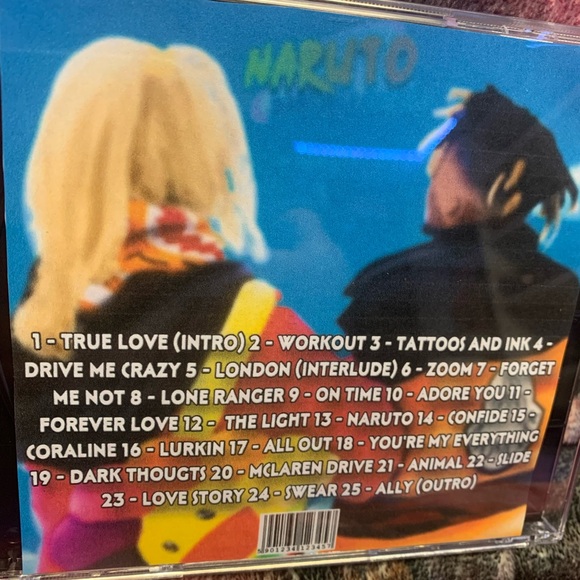 NARUTO
1 - TRUE LOVE (INTRO) 2 - WORKOUT 3 - TATTOOS AND INK 4 -
DRIVE ME CRAZY 5 - LONDON (INTERLUDE) 6 - ZOOM 7 - FORGET
ME NOT 8 - LONE RANGER 9 - ON TIME 10 - ADORE YOU 11 -
FOREVER LOVE 12 - THE LIGHT 13 - NARUTO 14 - CONFIDE 15 -
CORALINE 16 - LURKIN 17 - ALL OUT 18 - YOU'RE MY EVERYTHING
19 - DARK THOUGTS 20 - MCLAREN DRIVE 21 - ANIMAL 22 - SLIDE
23 - LOVE STORY 24 - SWEAR 25 - ALLY (OUTRO)
5901234123457